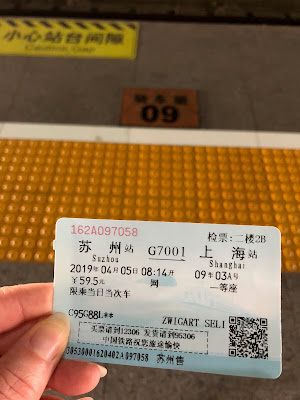 小心站台间隙
Caution, Gap
09
162A097058 检票:二楼2B
苏州站 G7001 上海站
Suzhou Shanghai
2019年04月05日08:14开 09车03A号
¥59.5元 网 一等座
限乘当日当次车
ZWIGART SELI
买票请到12306 发货请到95306
中国铁路祝您旅途愉快
苏州售